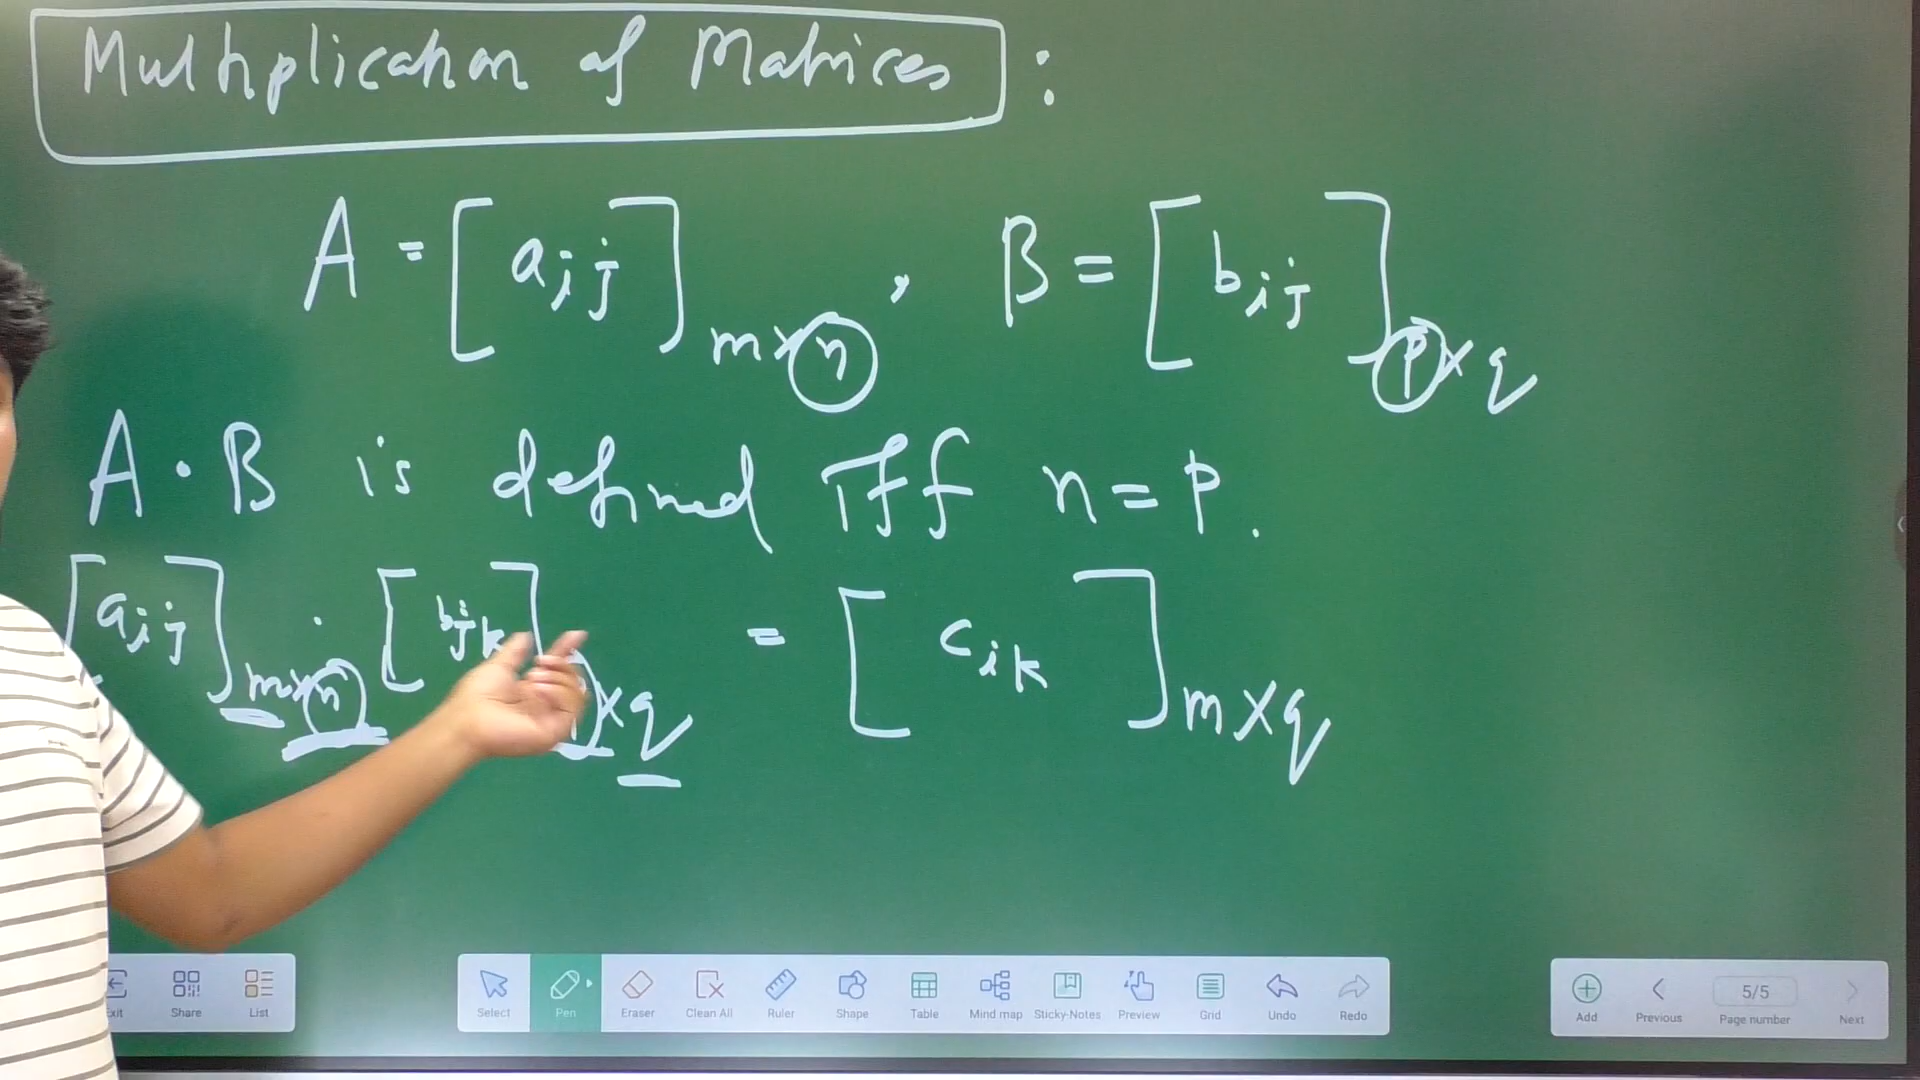 Multiplication of Matrices :
A = [ aij ] m×n , B = [ bij ] p×q
A · B is defined iff n = p.
[ aij ] m×n · [ bjk ] ×q = [ cik ] m×q
Exit Share List Select Pen Eraser Clean All Ruler Shape Table Mind map Sticky-Notes Preview Grid Undo Redo Add Previous 5/5 Page number Next